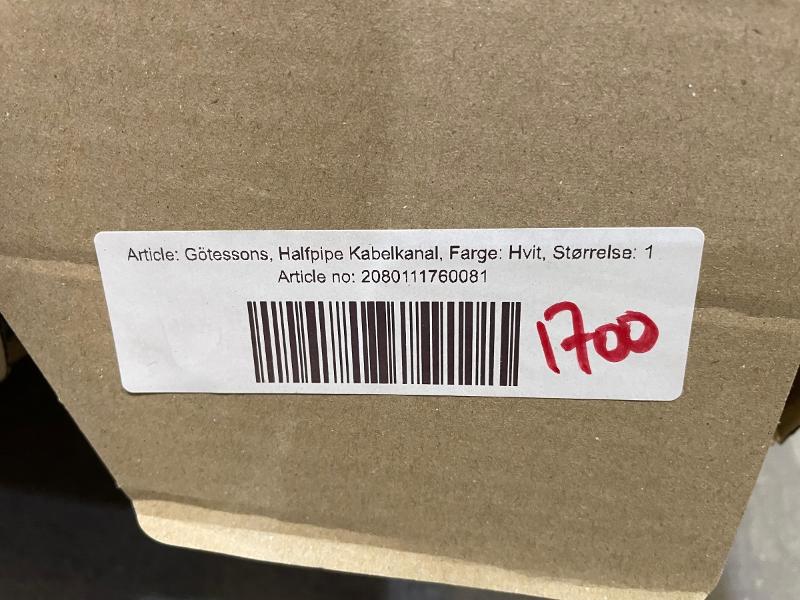 Article: Götessons, Halfpipe Kabelkanal, Farge: Hvit, Størrelse: 1
Article no: 2080111760081
1700